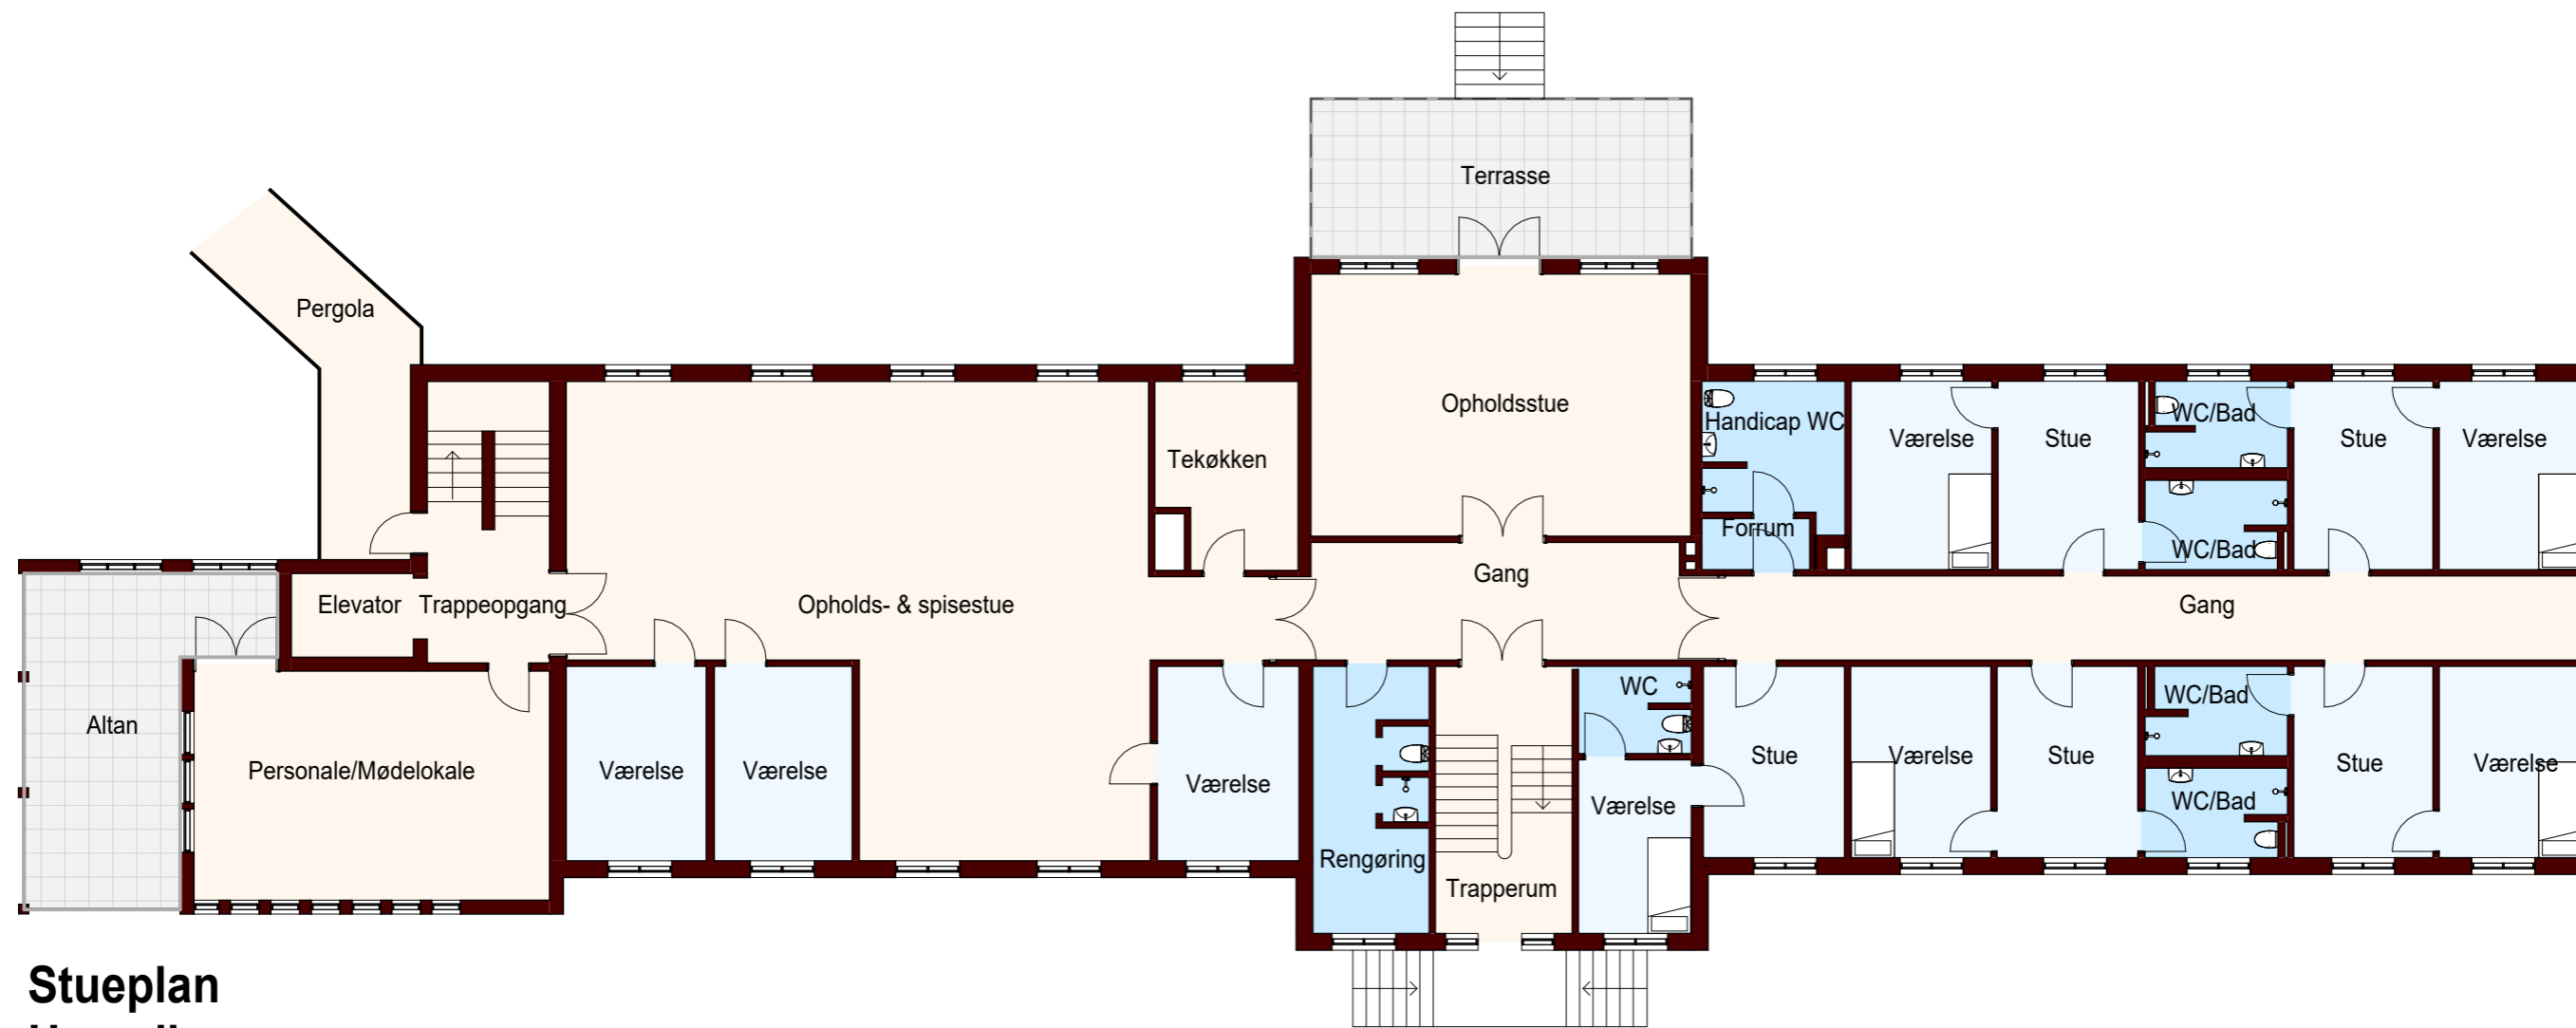 Terrasse
Pergola
Opholdsstue
Handicap WC
WC/Bad
Værelse
Stue
Stue
Værelse
Tekøkken
Forrum
WC/Bad
Gang
Elevator
Trappeopgang
Opholds- & spisestue
Gang
WC
WC/Bad
Altan
Personale/Mødelokale
Værelse
Værelse
Værelse
Stue
Værelse
Stue
Stue
Værelse
Værelse
WC/Bad
Rengøring
Trapperum
Stueplan